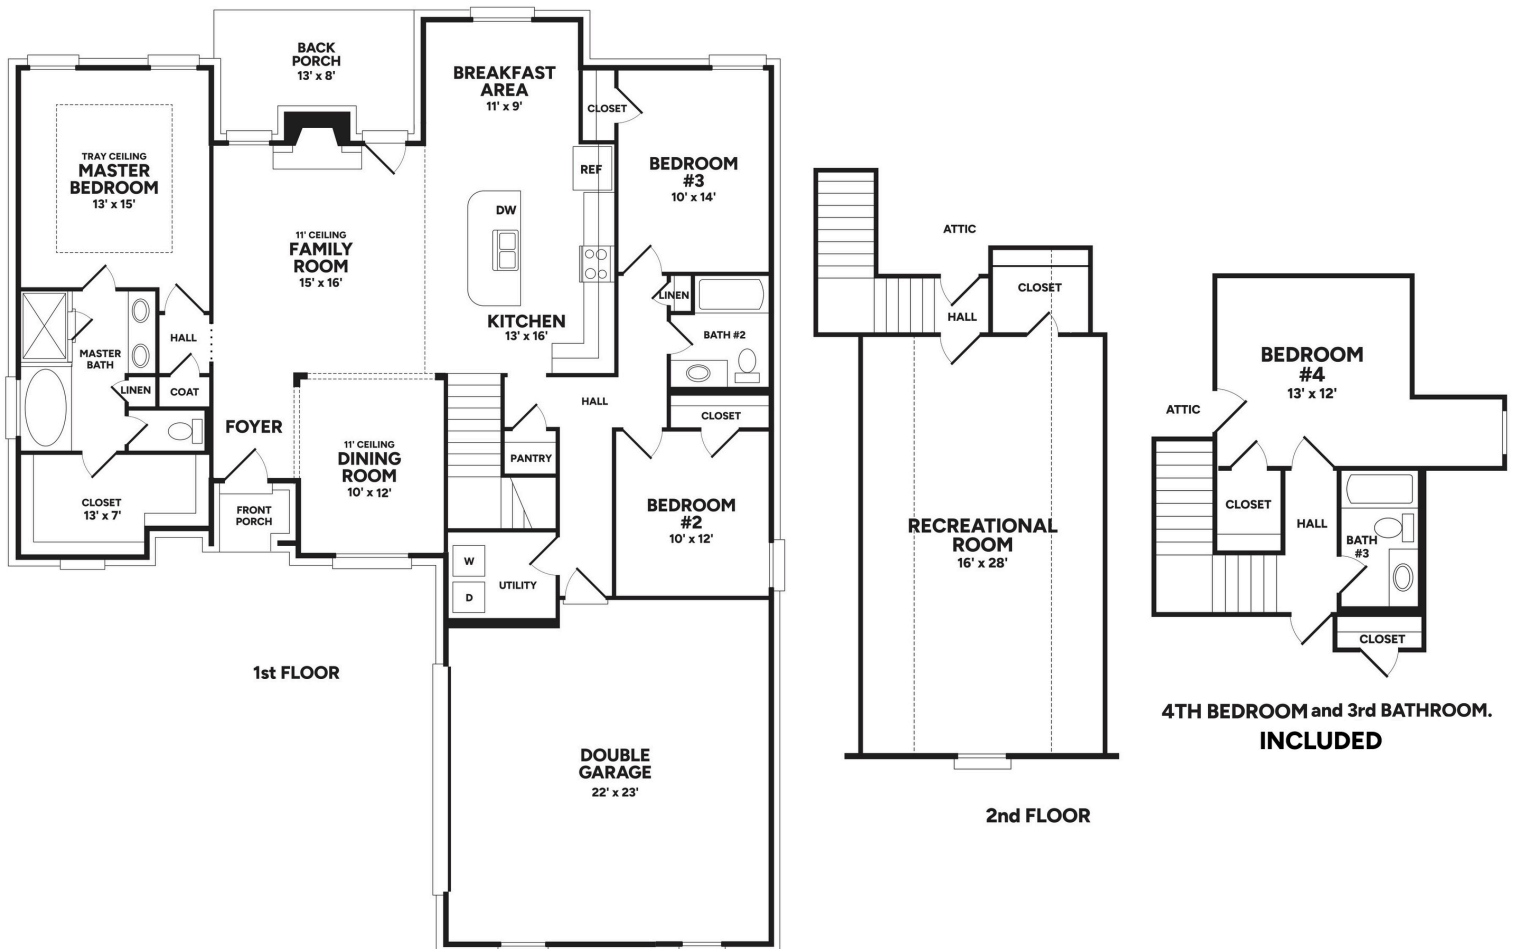 BACK
PORCH
13' x 8'
BREAKFAST
AREA
11' x 9'
CLOSET
TRAY CEILING
MASTER
BEDROOM
13' x 15'
BEDROOM
#3
10' x 14'
REF
DW
11' CEILING
FAMILY
ROOM
15' x 16'
KITCHEN
13' x 16'
LINEN
BATH #2
HALL
MASTER
BATH
LINEN
COAT
HALL
CLOSET
FOYER
11' CEILING
DINING
ROOM
10' x 12'
PANTRY
CLOSET
13' x 7'
FRONT
PORCH
BEDROOM
#2
10' x 12'
W
D
UTILITY
1st FLOOR
DOUBLE
GARAGE
22' x 23'
ATTIC
CLOSET
HALL
RECREATIONAL
ROOM
16' x 28'
2nd FLOOR
BEDROOM
#4
13' x 12'
ATTIC
CLOSET
HALL
BATH
#3
CLOSET
4TH BEDROOM and 3rd BATHROOM.
INCLUDED